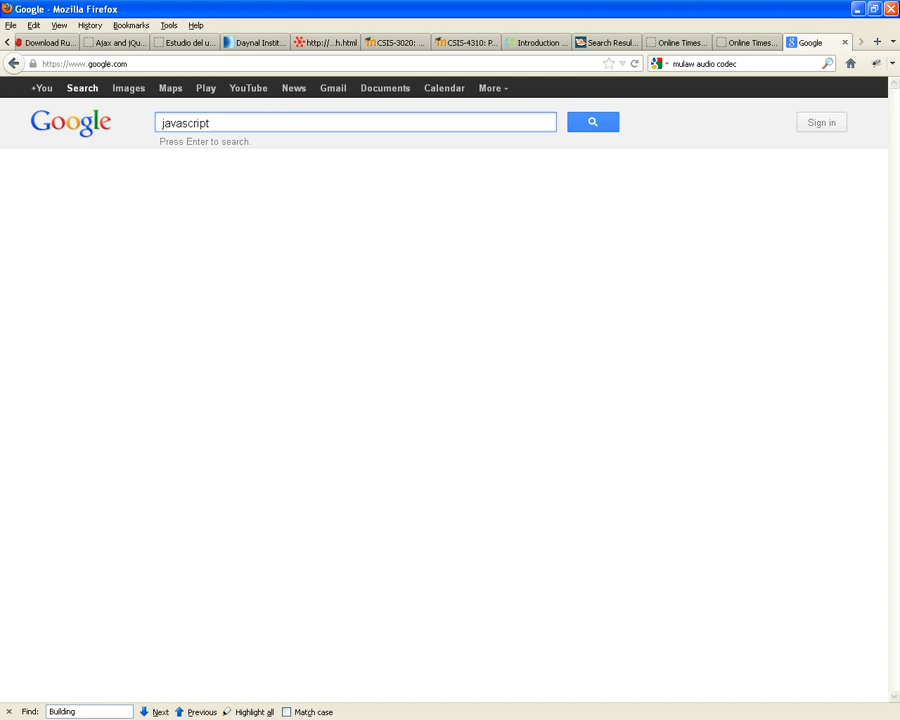 Google - Mozilla Firefox
File Edit View History Bookmarks Tools Help
Download Ru... Ajax and jQu... Estudio del u... Daynal Instit... http://...h.html CSIS-3020: ... CSIS-4310: P... Introduction ... Search Resul... Online Times... Online Times... Google
https://www.google.com mulaw audio codec
+You Search Images Maps Play YouTube News Gmail Documents Calendar More
Google javascript Sign in
Press Enter to search.
Find: Building Next Previous Highlight all Match case